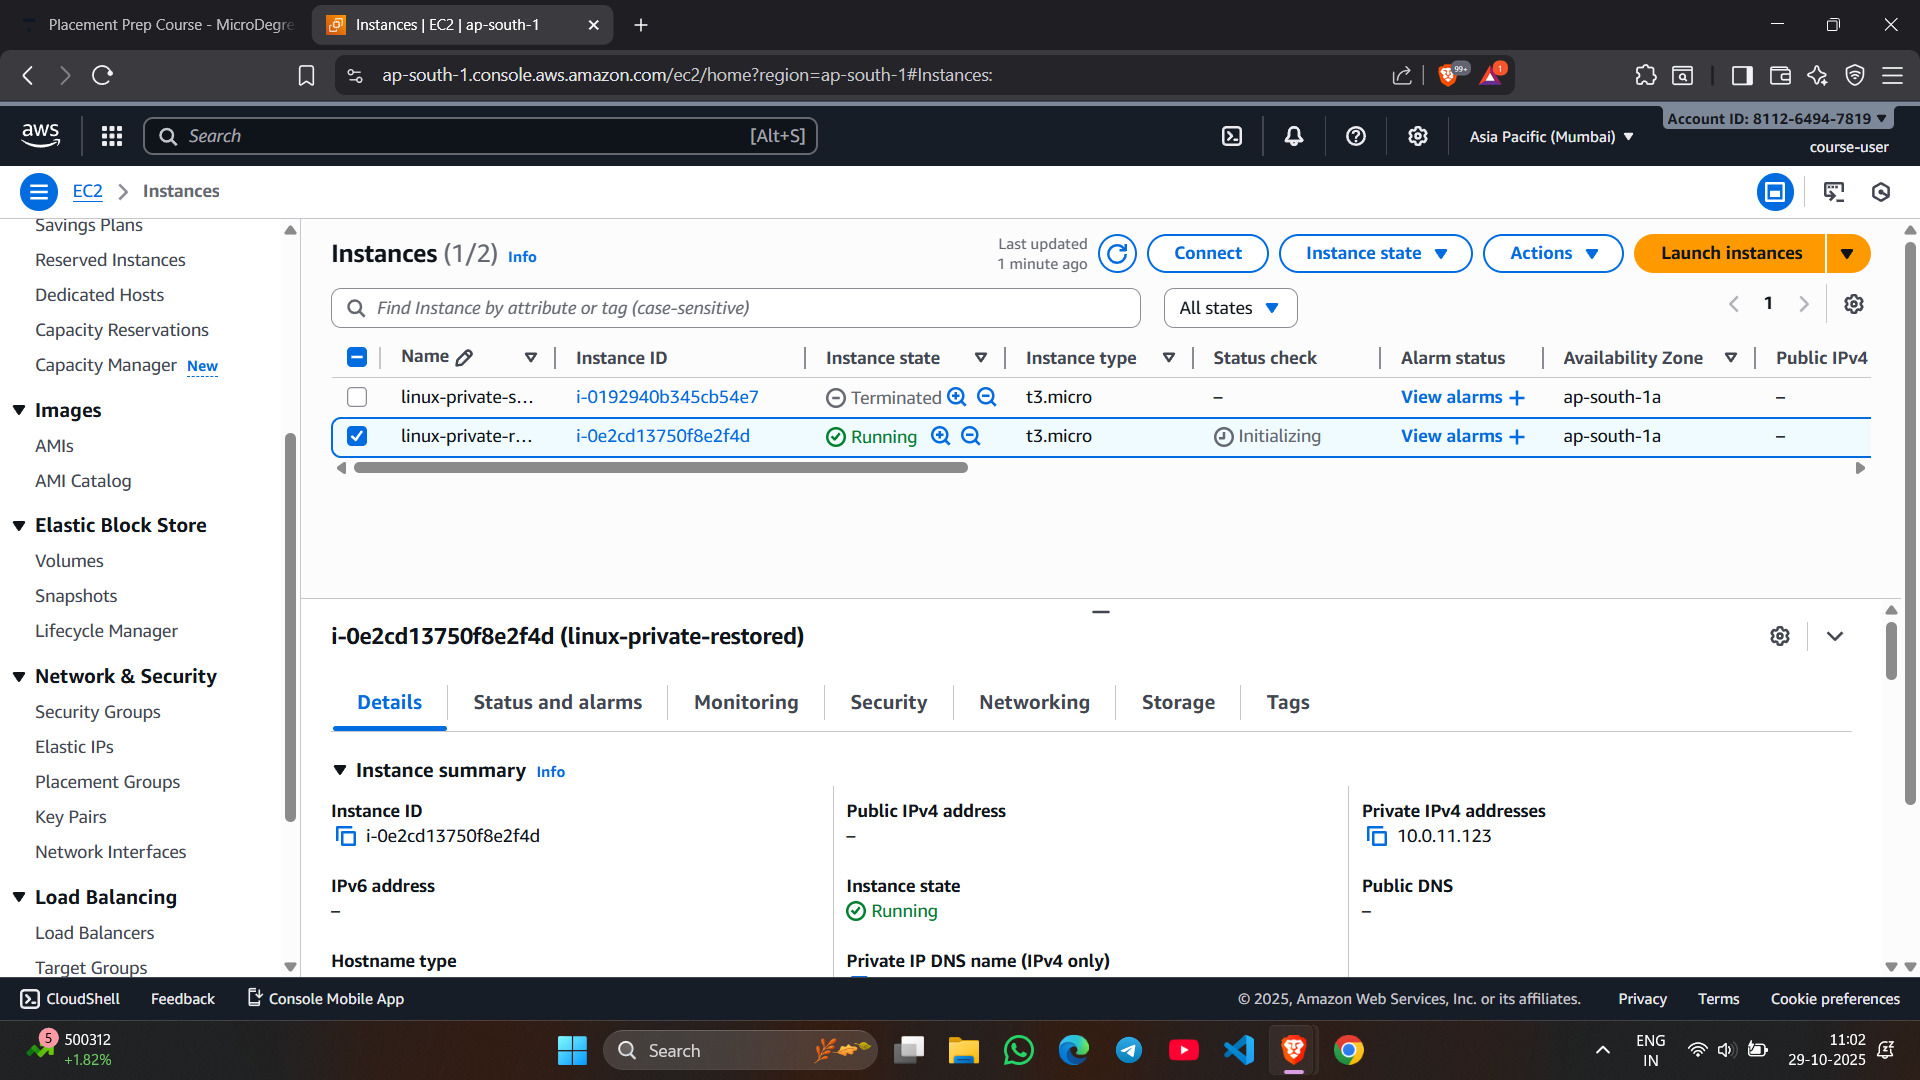 Placement Prep Course - MicroDegre
Instances | EC2 | ap-south-1
ap-south-1.console.aws.amazon.com/ec2/home?region=ap-south-1#Instances:
99+
1
aws
Search
[Alt+S]
Asia Pacific (Mumbai)
Account ID: 8112-6494-7819
course-user
EC2
Instances
Savings Plans
Reserved Instances
Dedicated Hosts
Capacity Reservations
Capacity Manager New
Images
AMIs
AMI Catalog
Elastic Block Store
Volumes
Snapshots
Lifecycle Manager
Network & Security
Security Groups
Elastic IPs
Placement Groups
Key Pairs
Network Interfaces
Load Balancing
Load Balancers
Target Groups
Instances (1/2) Info
Last updated
1 minute ago
Connect
Instance state
Actions
Launch instances
Find Instance by attribute or tag (case-sensitive)
All states
1
Name Instance ID Instance state Instance type Status check Alarm status Availability Zone Public IPv4
linux-private-s... i-0192940b345cb54e7 Terminated t3.micro – View alarms + ap-south-1a –
linux-private-r... i-0e2cd13750f8e2f4d Running t3.micro Initializing View alarms + ap-south-1a –
i-0e2cd13750f8e2f4d (linux-private-restored)
Details Status and alarms Monitoring Security Networking Storage Tags
Instance summary Info
Instance ID
i-0e2cd13750f8e2f4d
Public IPv4 address
–
Private IPv4 addresses
10.0.11.123
IPv6 address
–
Instance state
Running
Public DNS
–
Hostname type
Private IP DNS name (IPv4 only)
CloudShell Feedback Console Mobile App
© 2025, Amazon Web Services, Inc. or its affiliates. Privacy Terms Cookie preferences
5
500312
+1.82%
Search
ENG
IN
11:02
29-10-2025